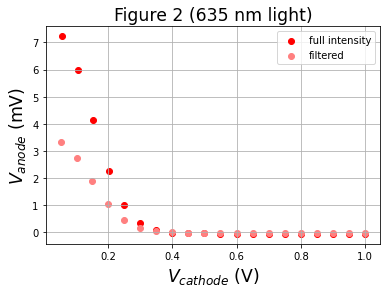 Figure 2 (635 nm light)
full intensity
filtered
7
6
5
4
3
2
1
0
V_anode (mV)
0.2 0.4 0.6 0.8 1.0
V_cathode (V)